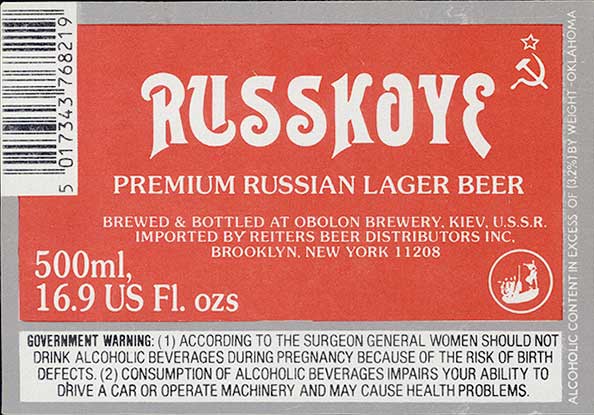 RUSSKOYE
PREMIUM RUSSIAN LAGER BEER
BREWED & BOTTLED AT OBOLON BREWERY, KIEV, U.S.S.R.
IMPORTED BY REITERS BEER DISTRIBUTORS INC,
BROOKLYN, NEW YORK 11208
500ml,
16.9 US Fl. ozs
GOVERNMENT WARNING: (1) ACCORDING TO THE SURGEON GENERAL WOMEN SHOULD NOT
DRINK ALCOHOLIC BEVERAGES DURING PREGNANCY BECAUSE OF THE RISK OF BIRTH
DEFECTS. (2) CONSUMPTION OF ALCOHOLIC BEVERAGES IMPAIRS YOUR ABILITY TO
DRIVE A CAR OR OPERATE MACHINERY AND MAY CAUSE HEALTH PROBLEMS.
5 017343 768219
ALCOHOLIC CONTENT IN EXCESS OF (3.2%) BY WEIGHT-OKLAHOMA